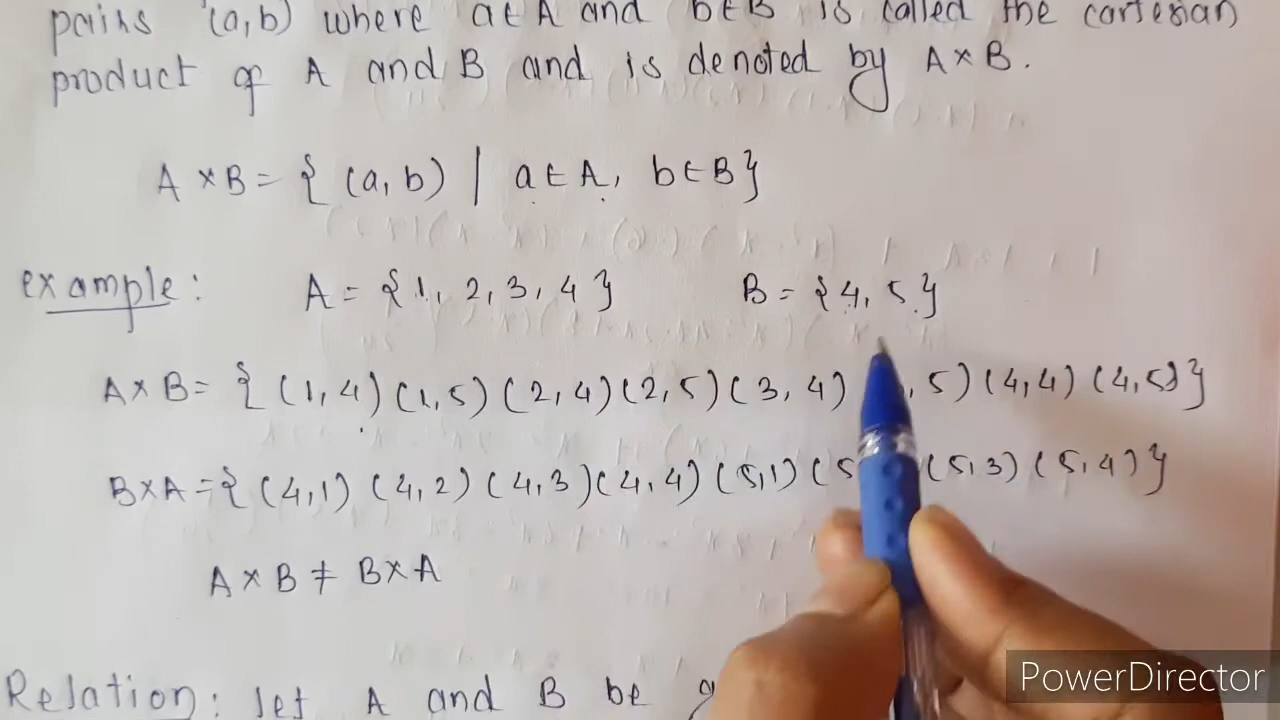 pairs (a,b) where a∈A and b∈B is called the cartesian
product of A and B and is denoted by A×B.
A×B = { (a,b) | a∈A, b∈B }
example: A = {1, 2, 3, 4} B = {4, 5}
A×B = { (1,4) (1,5) (2,4) (2,5) (3,4) , 5) (4,4) (4,5) }
B×A = { (4,1) (4,2) (4,3) (4,4) (5,1) (5 (5,3) (5,4) }
A×B ≠ B×A
Relation: let A and B be
PowerDirector